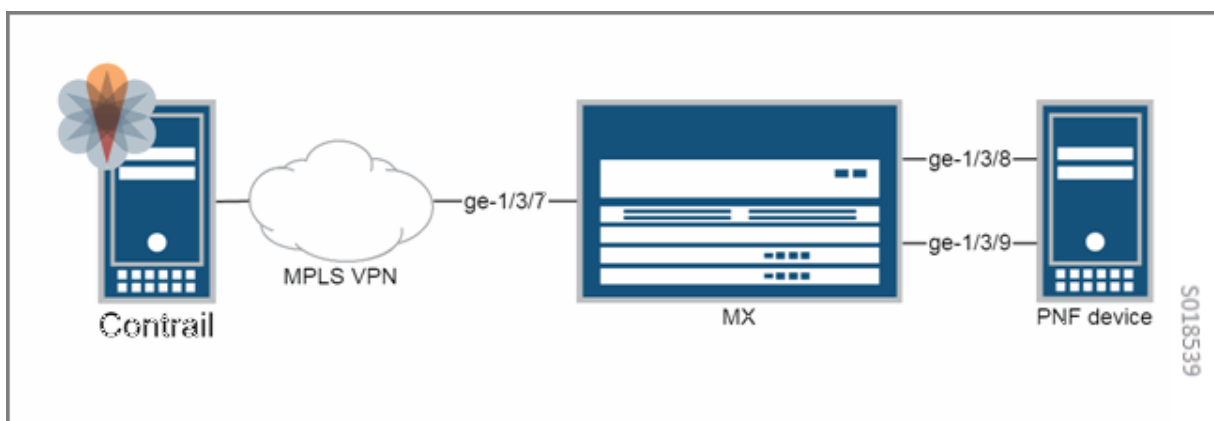 ge-1/3/8
ge-1/3/7
ge-1/3/9
MPLS VPN
Contrail
MX
PNF device
S018539